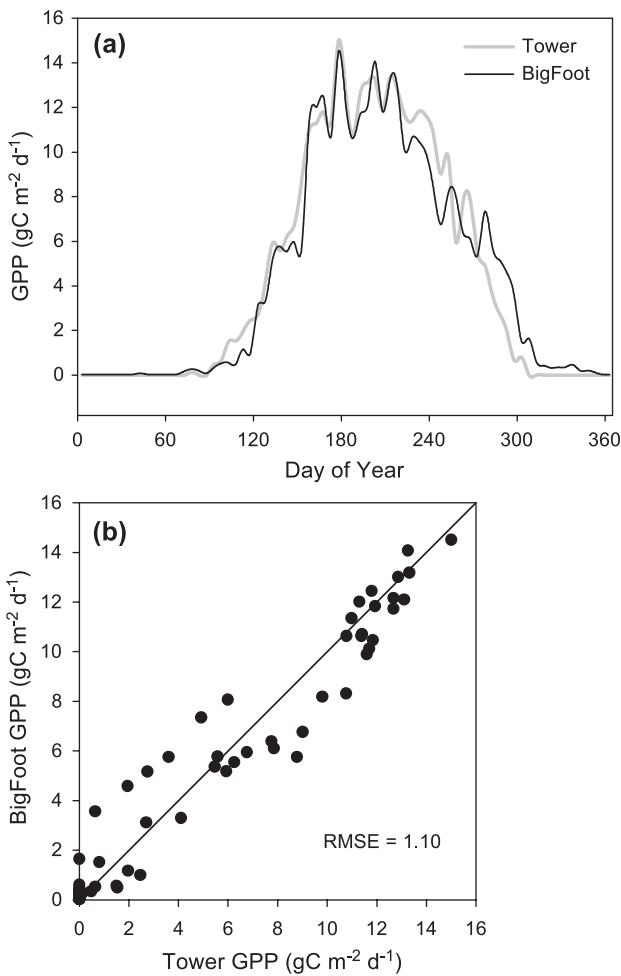 (a)
Tower
BigFoot
GPP (gC m-2 d-1)
16
14
12
10
8
6
4
2
0
0 60 120 180 240 300 360
Day of Year
(b)
BigFoot GPP (gC m-2 d-1)
16
14
12
10
8
6
4
2
0
RMSE = 1.10
0 2 4 6 8 10 12 14 16
Tower GPP (gC m-2 d-1)